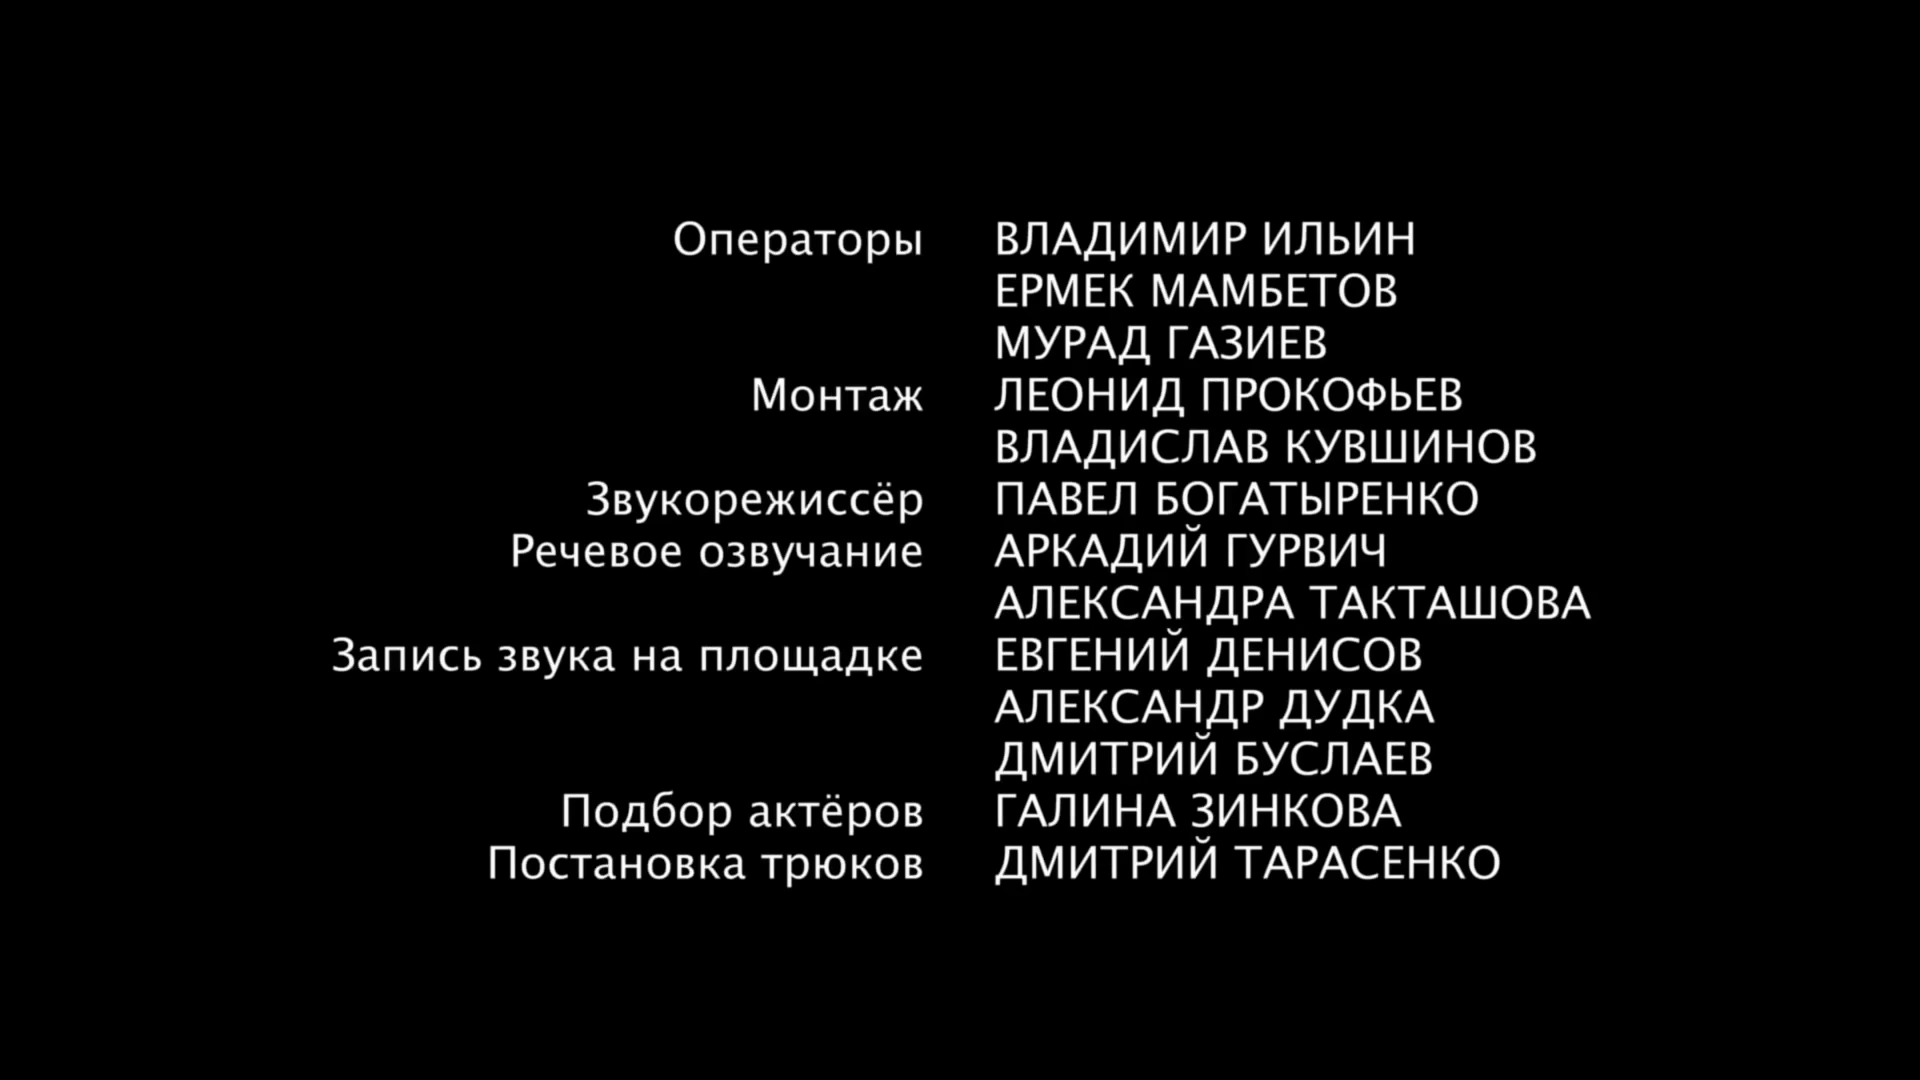 Операторы ВЛАДИМИР ИЛЬИН
ЕРМЕК МАМБЕТОВ
МУРАД ГАЗИЕВ
Монтаж ЛЕОНИД ПРОКОФЬЕВ
ВЛАДИСЛАВ КУВШИНОВ
Звукорежиссёр ПАВЕЛ БОГАТЫРЕНКО
Речевое озвучание АРКАДИЙ ГУРВИЧ
АЛЕКСАНДРА ТАКТАШОВА
Запись звука на площадке ЕВГЕНИЙ ДЕНИСОВ
АЛЕКСАНДР ДУДКА
ДМИТРИЙ БУСЛАЕВ
Подбор актёров ГАЛИНА ЗИНКОВА
Постановка трюков ДМИТРИЙ ТАРАСЕНКО